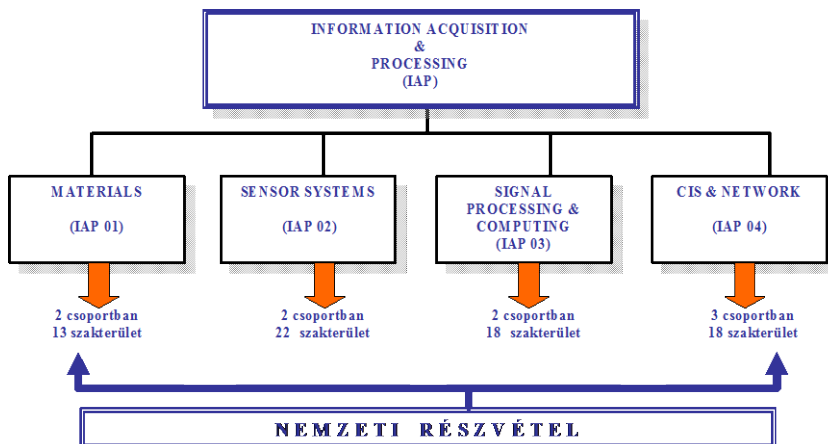 INFORMATION ACQUISITION
&
PROCESSING
(IAP)
MATERIALS
(IAP 01)
SENSOR SYSTEMS
(IAP 02)
SIGNAL
PROCESSING &
COMPUTING
(IAP 03)
CIS & NETWORK
(IAP 04)
2 csoportban
13 szakterület
2 csoportban
22 szakterület
2 csoportban
18 szakterület
3 csoportban
18 szakterület
NEMZETI RÉSZVÉTEL